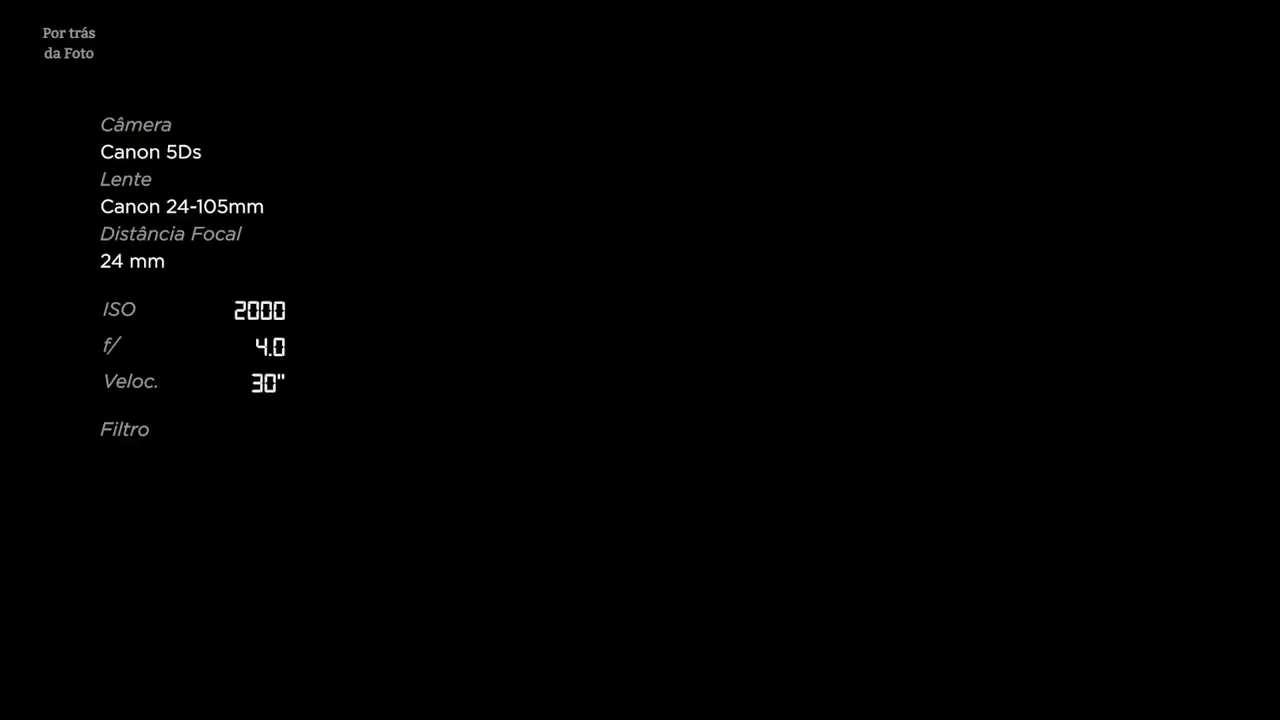 Por trás
da Foto
Câmera
Canon 5Ds
Lente
Canon 24-105mm
Distância Focal
24 mm
ISO 2000
f/ 4.0
Veloc. 30"
Filtro